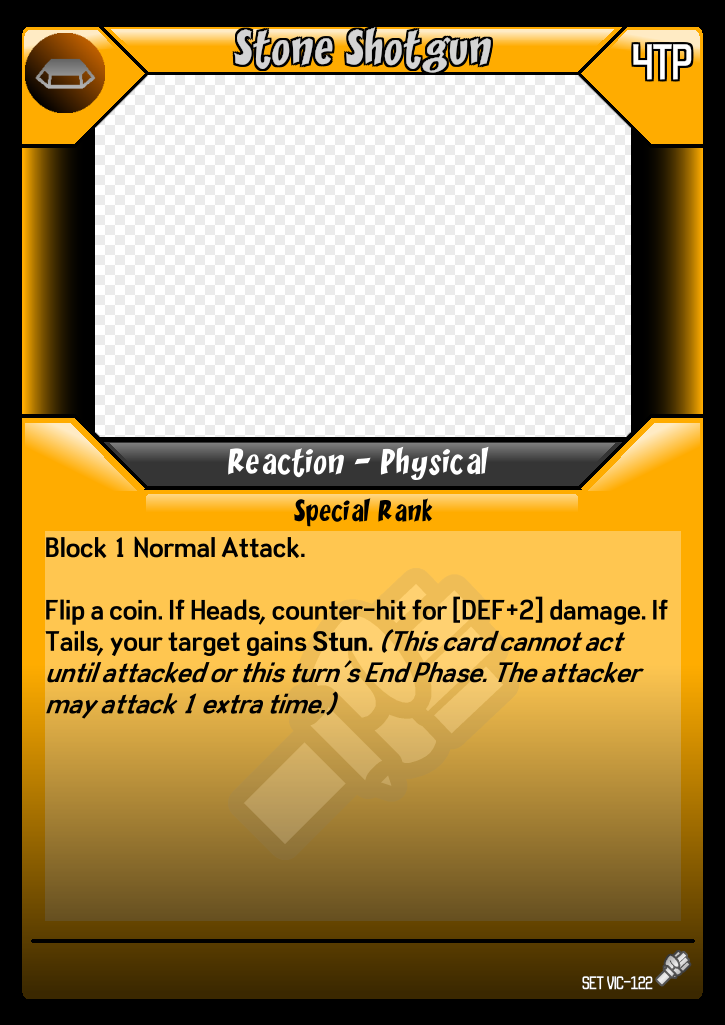 Stone Shotgun
4TP
Reaction - Physical
Special Rank
Block 1 Normal Attack.
Flip a coin. If Heads, counter-hit for [DEF+2] damage. If
Tails, your target gains Stun. (This card cannot act
until attacked or this turn's End Phase. The attacker
may attack 1 extra time.)
SET VIC-122